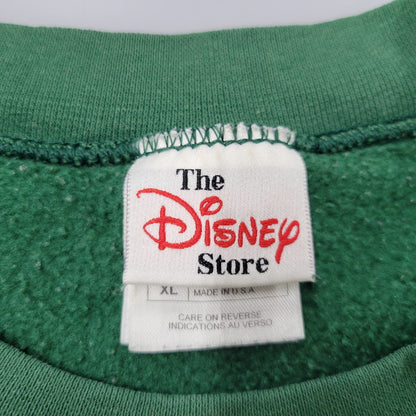 The
Disney
Store
XL MADE IN U.S.A.
CARE ON REVERSE
INDICATIONS AU VERSO